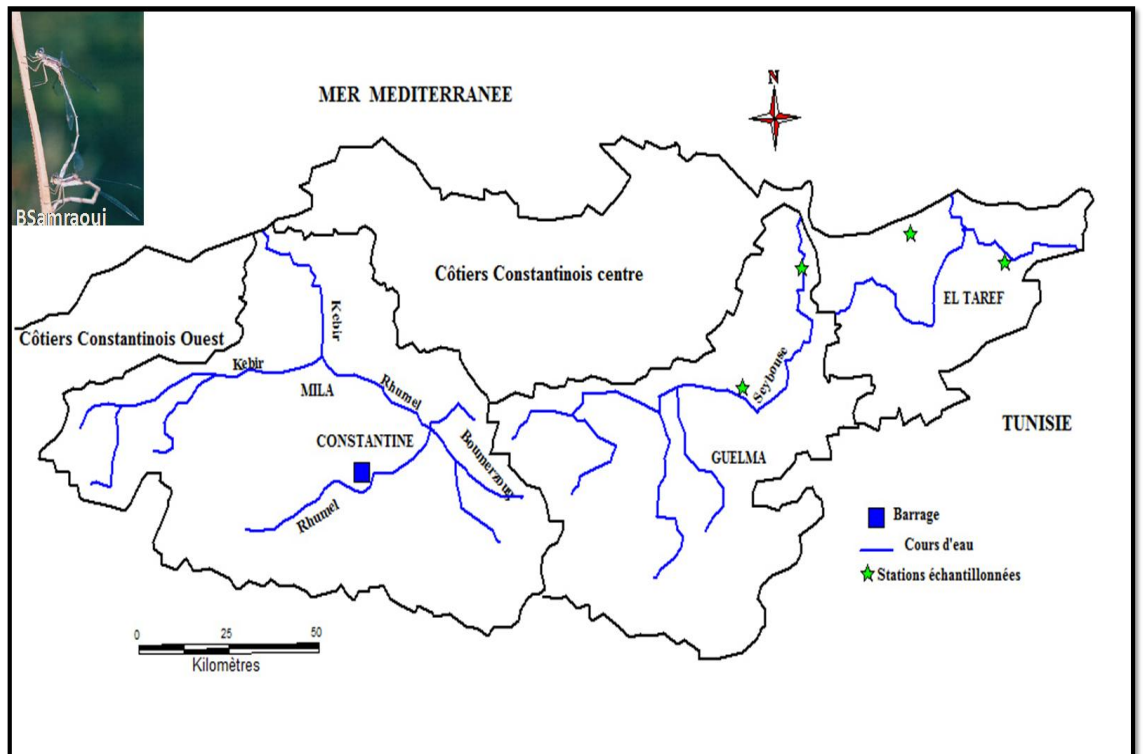 BSamraoui
MER MEDITERRANEE
N
Côtiers Constantinois centre
Côtiers Constantinois Ouest
Kebir
Kebir
MILA
Rhumel
CONSTANTINE
Boumerzoug
Rhumel
Seybouse
GUELMA
EL TAREF
TUNISIE
Barrage
Cours d'eau
Stations échantillonnées
0 25 50
Kilomètres